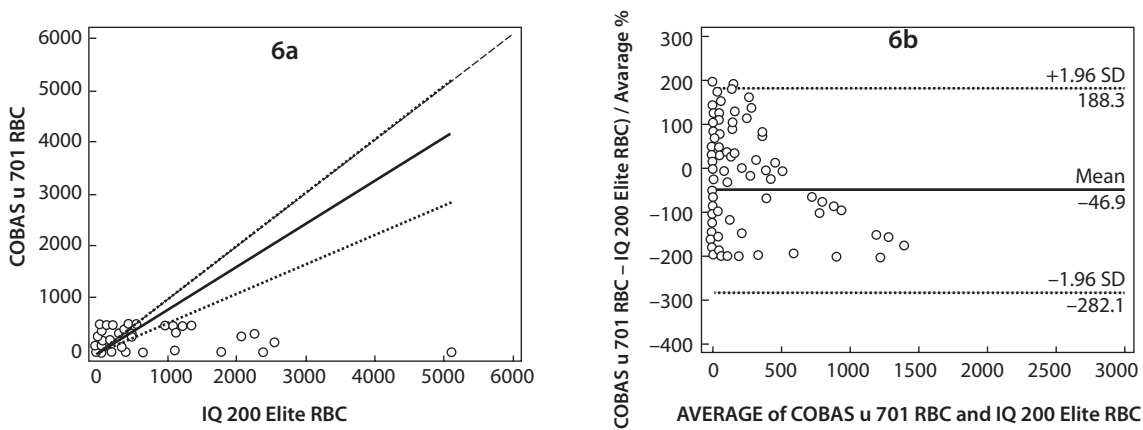 6a
6000
5000
4000
3000
2000
1000
0
COBAS u 701 RBC
0 1000 2000 3000 4000 5000 6000
IQ 200 Elite RBC
6b
COBAS u 701 RBC – IQ 200 Elite RBC) / Avarage %
300
200
100
0
−100
−200
−300
−400
+1.96 SD
188.3
Mean
−46.9
−1.96 SD
−282.1
0 500 1000 1500 2000 2500 3000
AVERAGE of COBAS u 701 RBC and IQ 200 Elite RBC